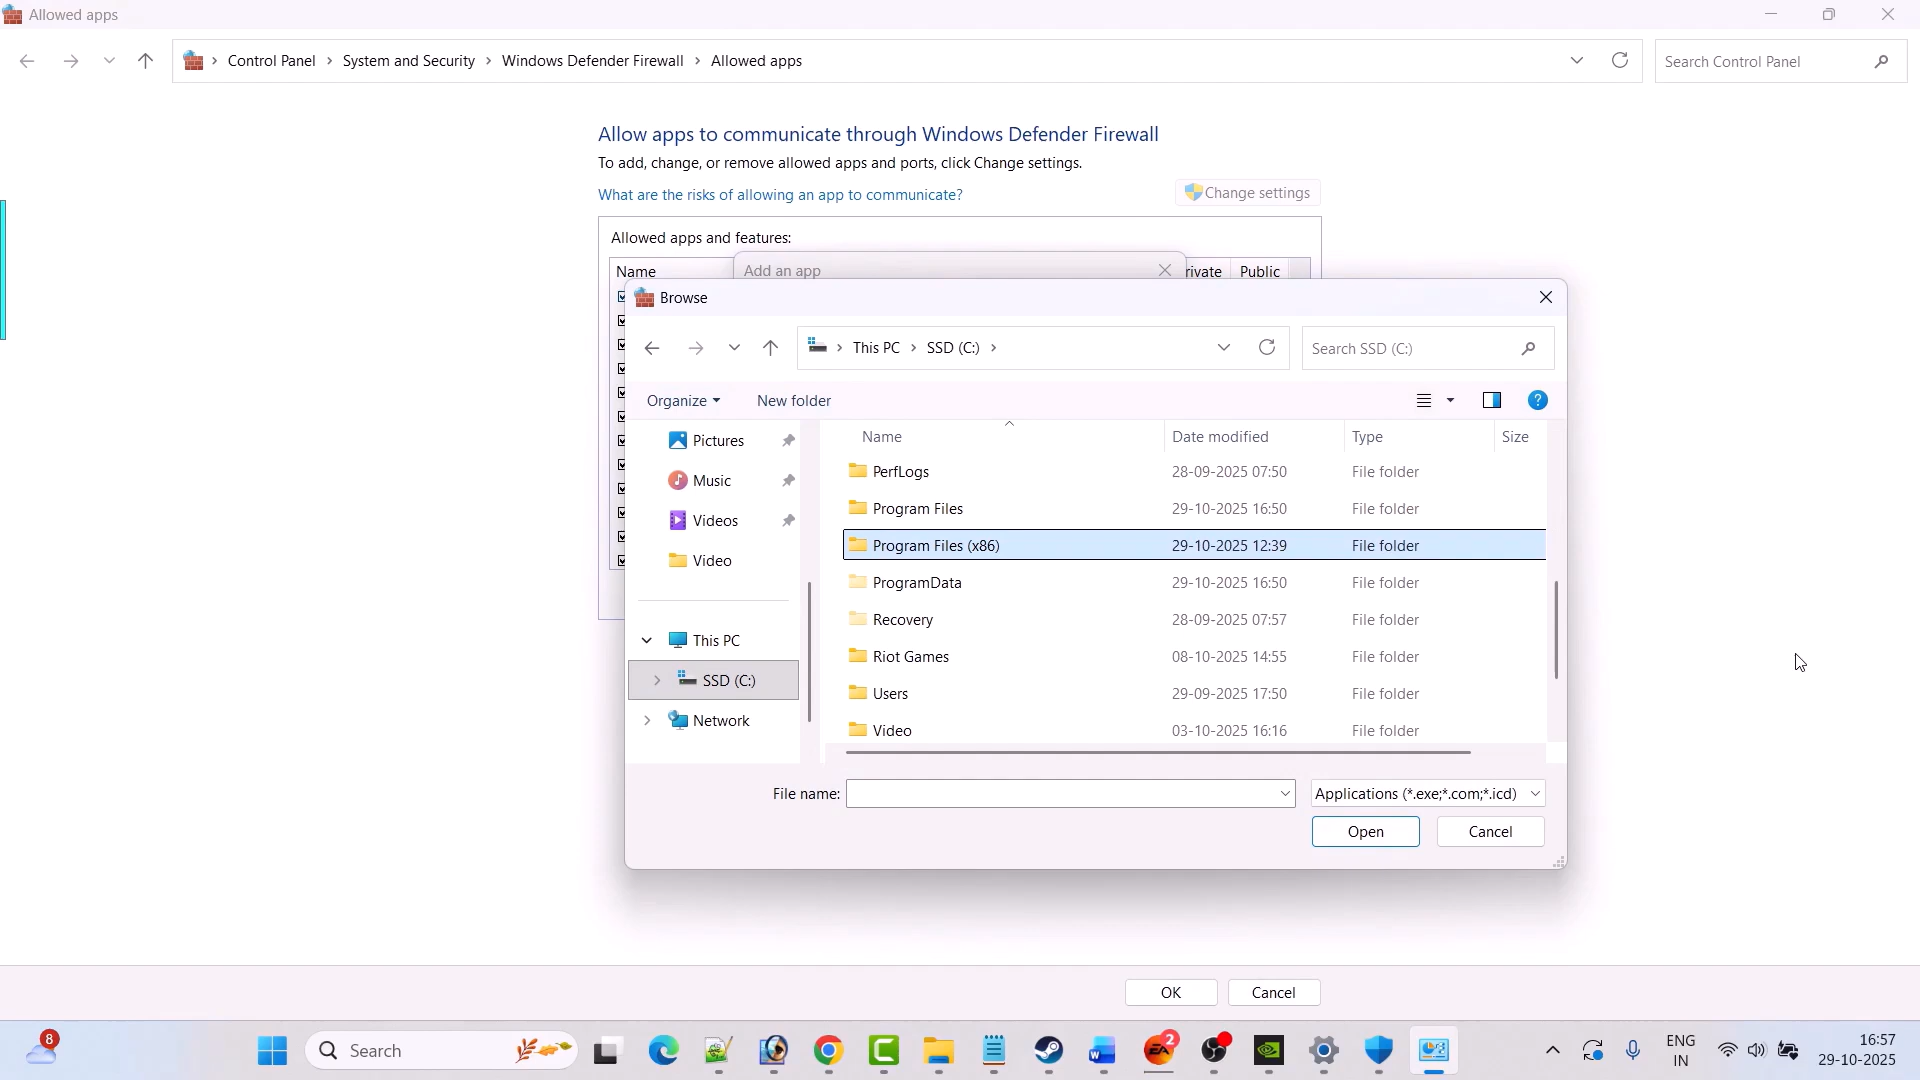 Allowed apps
Control Panel › System and Security › Windows Defender Firewall › Allowed apps
Search Control Panel
Allow apps to communicate through Windows Defender Firewall
To add, change, or remove allowed apps and ports, click Change settings.
What are the risks of allowing an app to communicate?
Change settings
Allowed apps and features:
Name
Add an app
rivate
Public
Browse
This PC › SSD (C:) ›
Search SSD (C:)
Organize
New folder
Pictures
Music
Videos
Video
This PC
SSD (C:)
Network
Name Date modified Type Size
PerfLogs 28-09-2025 07:50 File folder
Program Files 29-10-2025 16:50 File folder
Program Files (x86) 29-10-2025 12:39 File folder
ProgramData 29-10-2025 16:50 File folder
Recovery 28-09-2025 07:57 File folder
Riot Games 08-10-2025 14:55 File folder
Users 29-09-2025 17:50 File folder
Video 03-10-2025 16:16 File folder
File name:
Applications (*.exe;*.com;*.icd)
Open
Cancel
OK
Cancel
8
Search
2
ENG
IN
16:57
29-10-2025